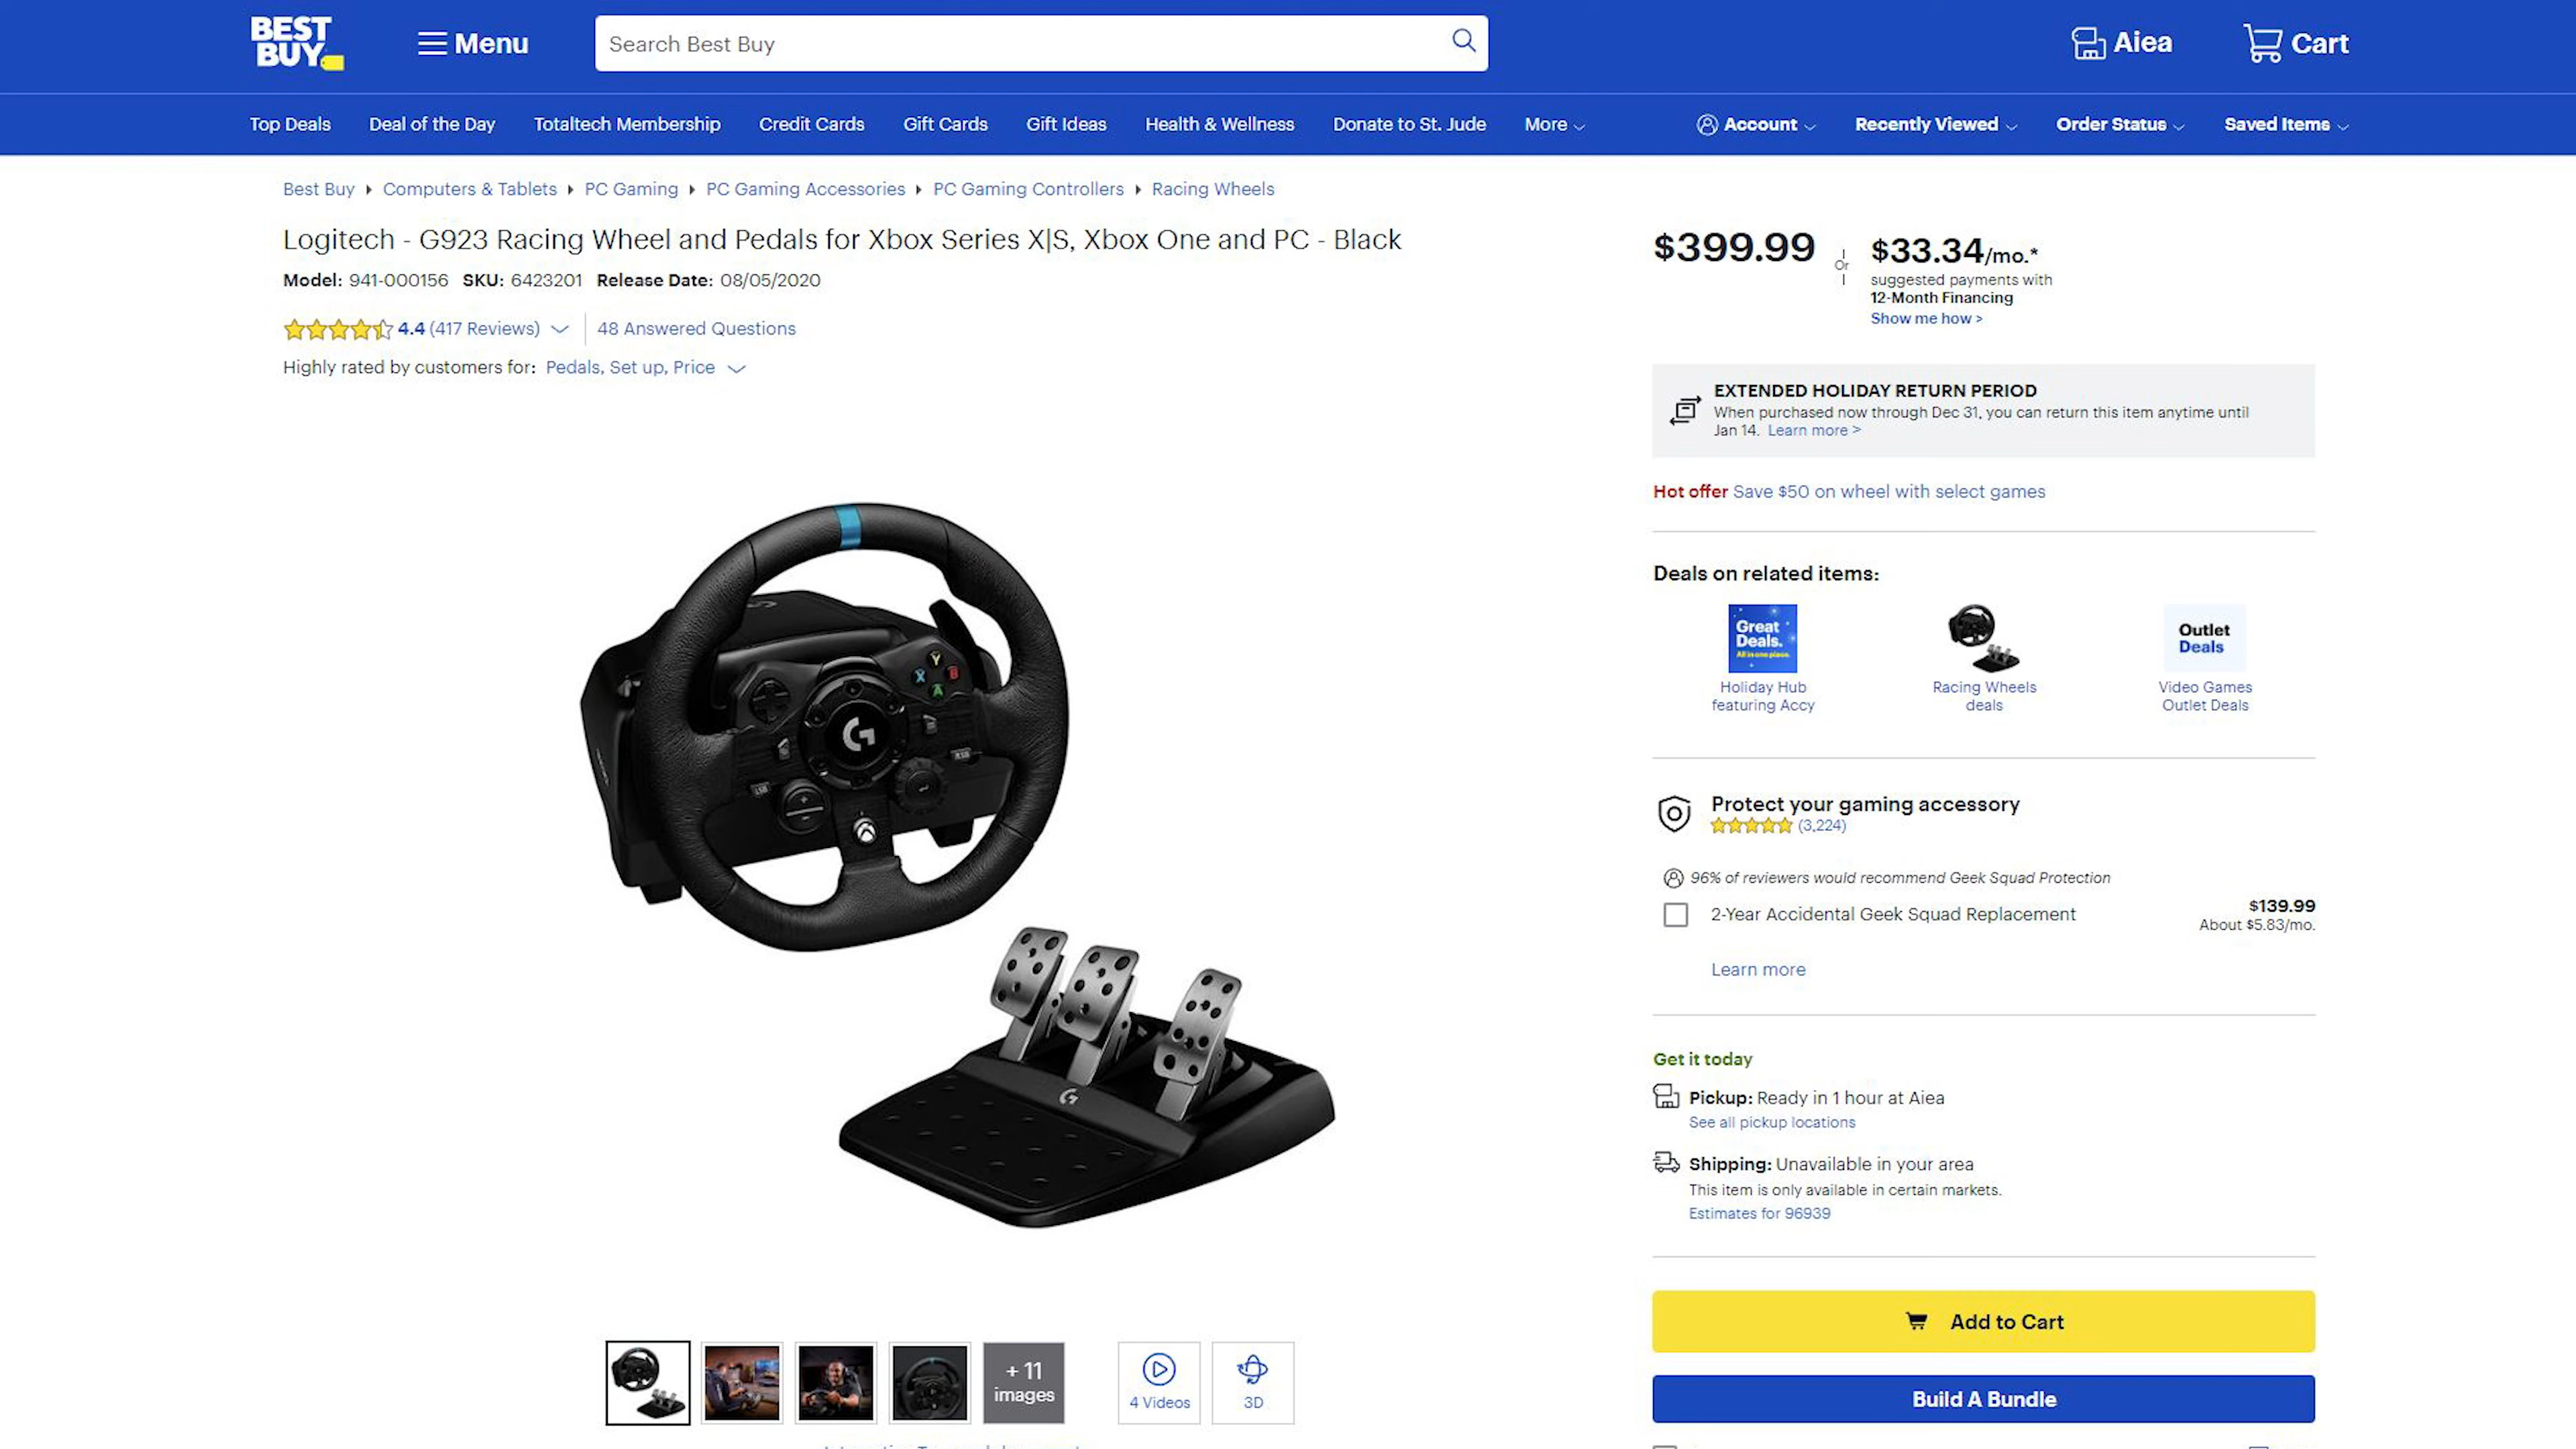 BEST
BUY
Menu
Search Best Buy
Aiea
Cart
Top Deals
Deal of the Day
Totaltech Membership
Credit Cards
Gift Cards
Gift Ideas
Health & Wellness
Donate to St. Jude
More
Account
Recently Viewed
Order Status
Saved Items
Best Buy
Computers & Tablets
PC Gaming
PC Gaming Accessories
PC Gaming Controllers
Racing Wheels
Logitech - G923 Racing Wheel and Pedals for Xbox Series X|S, Xbox One and PC - Black
Model: 941-000156 SKU: 6423201 Release Date: 08/05/2020
4.4 (417 Reviews)
48 Answered Questions
Highly rated by customers for: Pedals, Set up, Price
Y
X
B
A
LSB
RSB
+ 11
images
4 Videos
3D
$399.99
Or
$33.34/mo.*
suggested payments with
12-Month Financing
Show me how >
EXTENDED HOLIDAY RETURN PERIOD
When purchased now through Dec 31, you can return this item anytime until
Jan 14. Learn more >
Hot offer Save $50 on wheel with select games
Deals on related items:
Great
Deals.
All in one place.
Holiday Hub
featuring Accy
Racing Wheels
deals
Outlet
Deals
Video Games
Outlet Deals
Protect your gaming accessory
(3,224)
96% of reviewers would recommend Geek Squad Protection
2-Year Accidental Geek Squad Replacement
$139.99
About $5.83/mo.
Learn more
Get it today
Pickup: Ready in 1 hour at Aiea
See all pickup locations
Shipping: Unavailable in your area
This item is only available in certain markets.
Estimates for 96939
Add to Cart
Build A Bundle